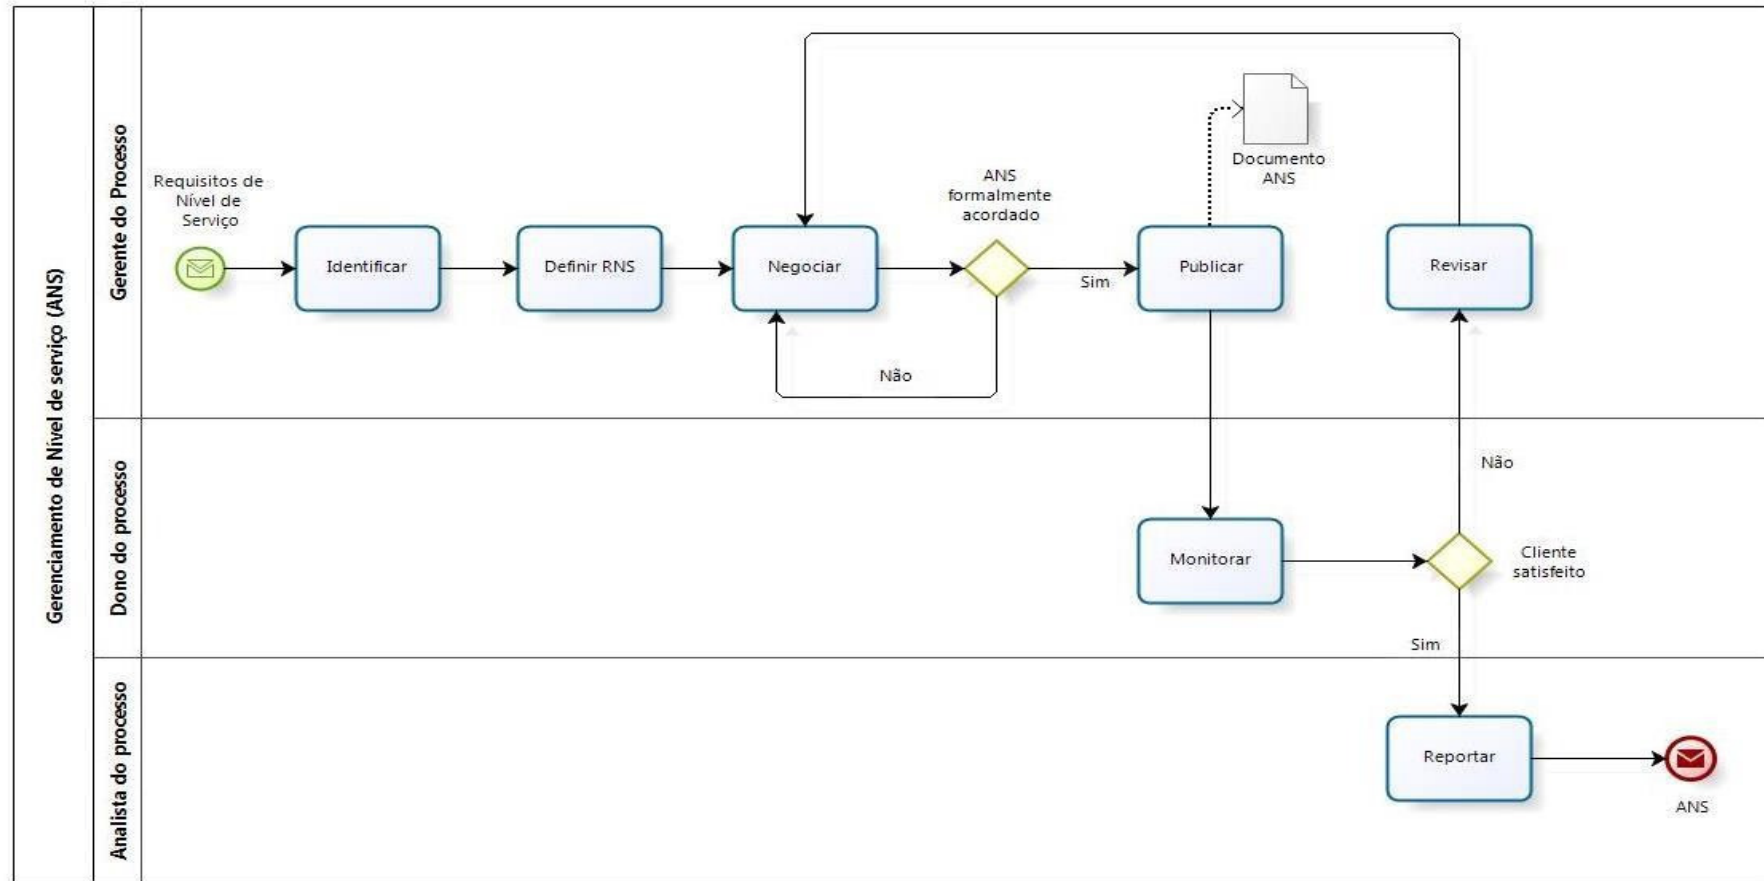 Gerenciamento de Nível de serviço (ANS)
Gerente do Processo
Requisitos de
Nível de
Serviço
Identificar
Definir RNS
Negociar
ANS
formalmente
acordado
Sim
Não
Publicar
Documento
ANS
Revisar
Dono do processo
Monitorar
Não
Cliente
satisfeito
Sim
Analista do processo
Reportar
ANS